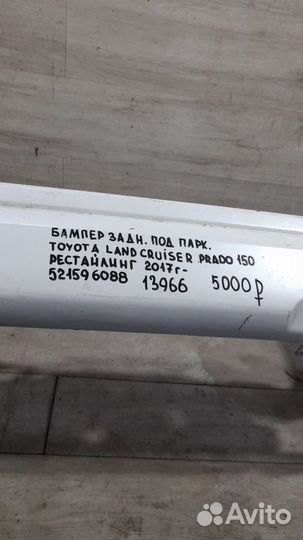 БАМПЕР ЗАДН. ПОД ПАРК.
TOYOTA LAND CRUISER PRADO 150
РЕСТАЙЛИНГ 2017г-
521596088 13966 5000₽
Avito